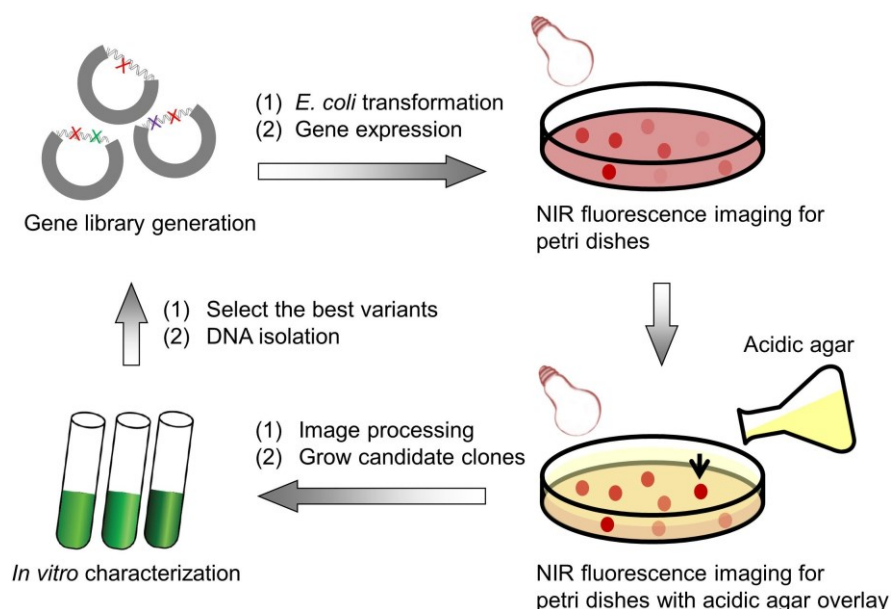 Gene library generation
(1) E. coli transformation
(2) Gene expression
NIR fluorescence imaging for
petri dishes
Acidic agar
NIR fluorescence imaging for
petri dishes with acidic agar overlay
(1) Image processing
(2) Grow candidate clones
In vitro characterization
(1) Select the best variants
(2) DNA isolation